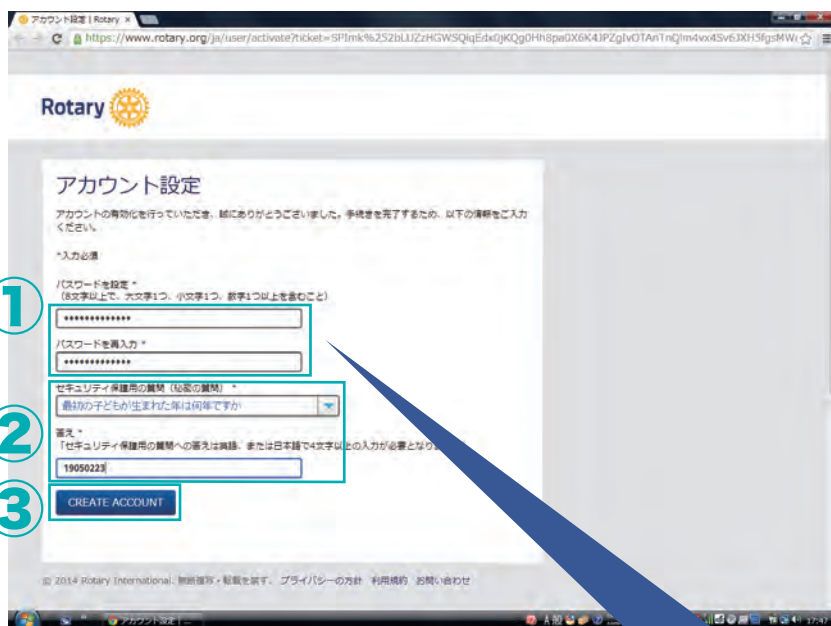 アカウント設定 | Rotary ×
https://www.rotary.org/ja/user/activate?ticket=
Rotary
アカウント設定
アカウントの有効化を行っていただき、誠にありがとうございました。手続きを完了するため、以下の情報をご入力
ください。
*入力必須
パスワードを設定 *
(8文字以上で、大文字1つ、小文字1つ、数字1つ以上を含むこと)
①
•••••••••••••
パスワードを再入力 *
•••••••••••••
セキュリティ保護用の質問（秘密の質問） *
最初の子どもが生まれた年は何年ですか
②
答え *
「セキュリティ保護用の質問への答えは英語、または日本語で4文字以上の入力が必要となりま
19050223
③
CREATE ACCOUNT
© 2014 Rotary International. 無断複写・転載を禁ず。 プライバシーの方針 利用規約 お問い合わせ
アカウント設定 | ...
17:47